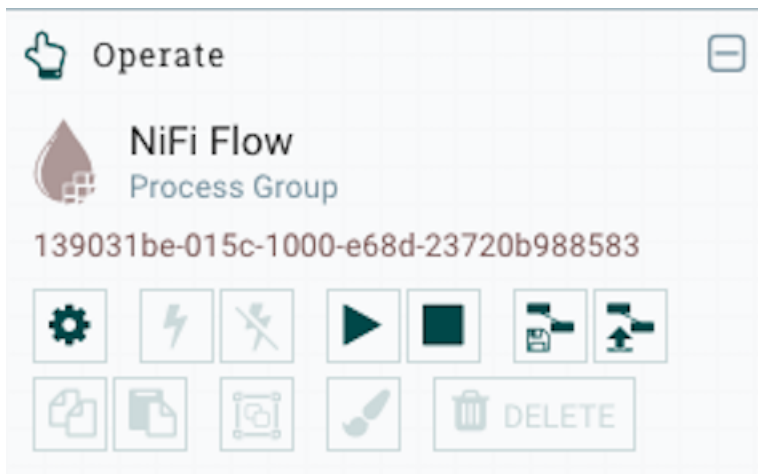 Operate
NiFi Flow
Process Group
139031be-015c-1000-e68d-23720b988583
DELETE